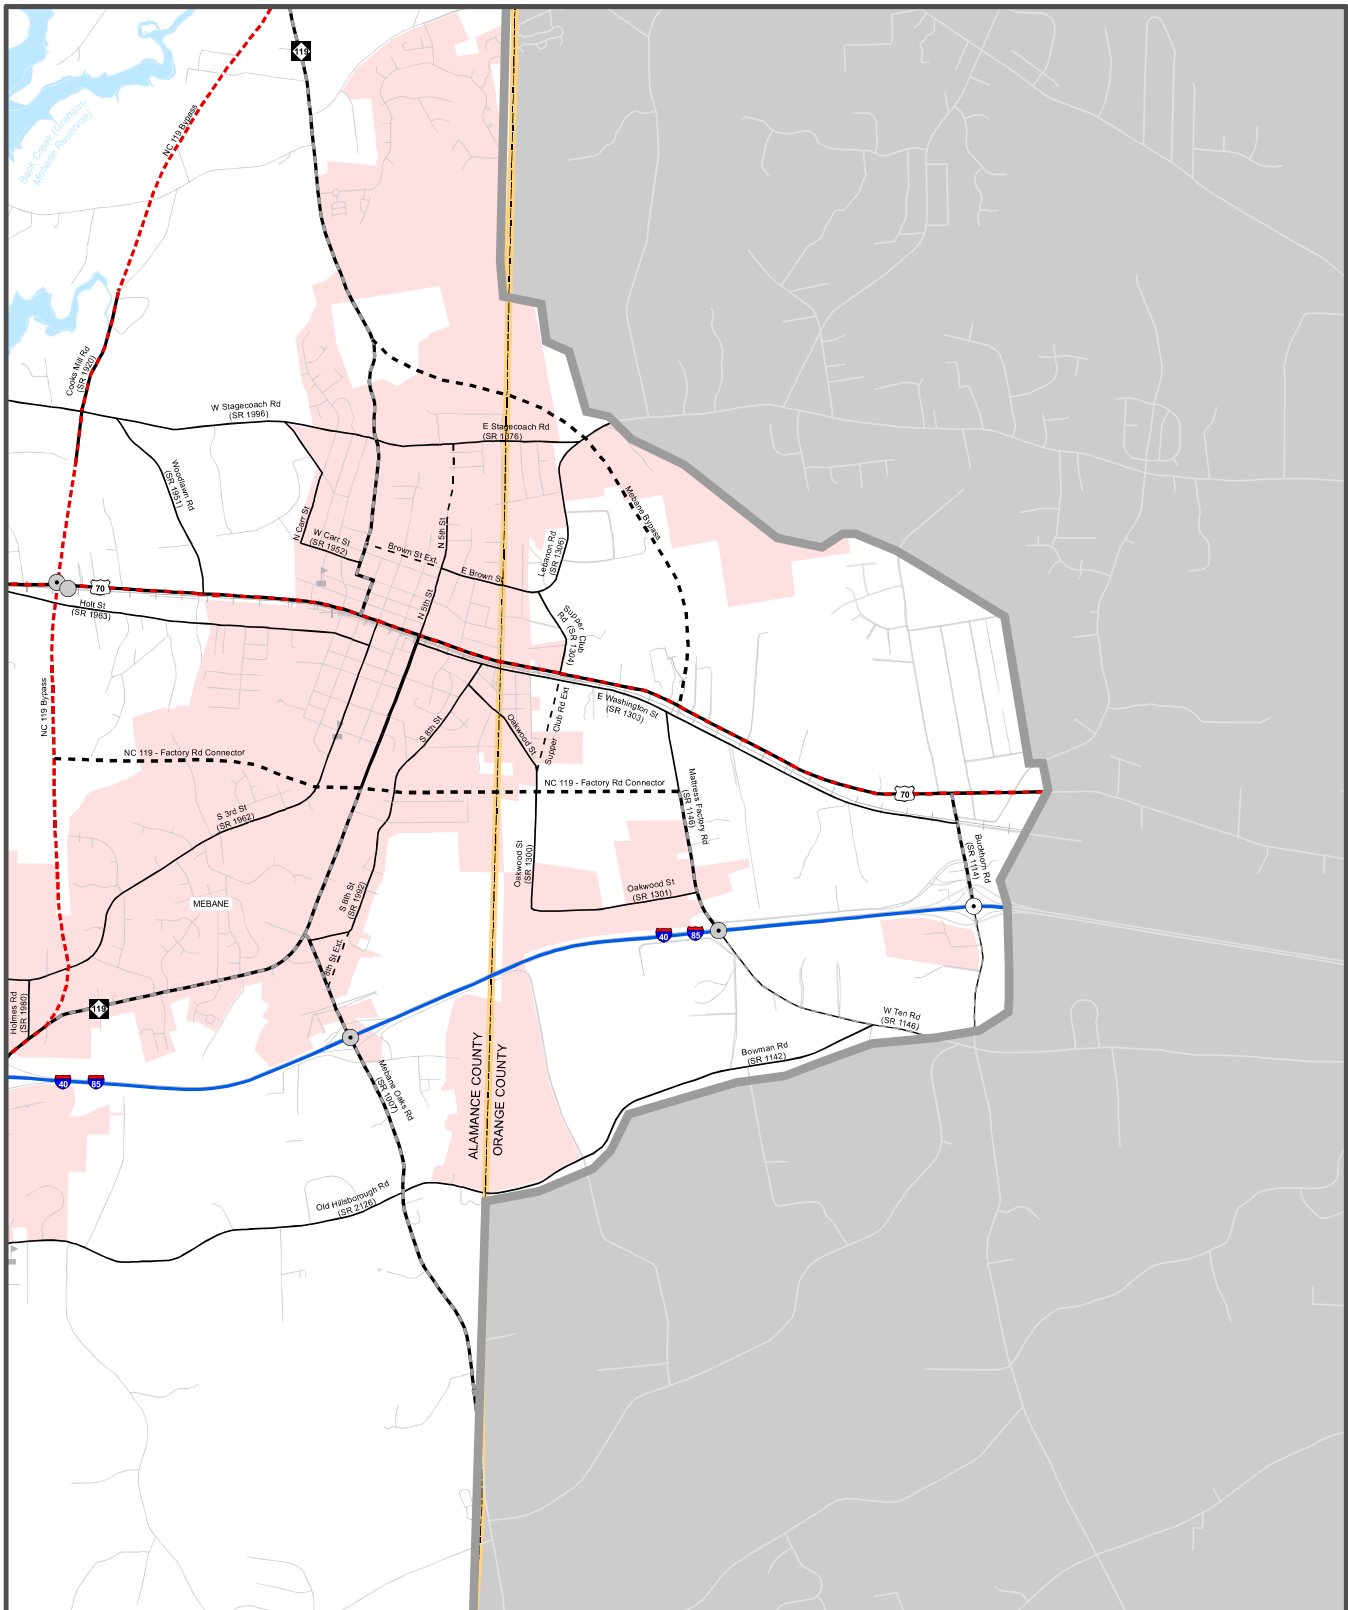 119
NC 119 Bypass
Back Creek (Graham-
Mebane Reservoir)
Cooks Mill Rd
(SR 1920)
W Stagecoach Rd
(SR 1996)
E Stagecoach Rd
(SR 1376)
Woodlawn Rd
(SR 1951)
N Carr St
W Carr St
(SR 1952)
Brown St Ext.
N 5th St
E Brown St
Lebanon Rd
(SR 1306)
Mebane Bypass
70
Holt St
(SR 1963)
N 5th St
Supper Club
Rd (SR 1304)
NC 119 Bypass
E Washington St
(SR 1303)
Supper Club Rd Ext
S 8th St
Oakwood St
NC 119 - Factory Rd Connector
NC 119 - Factory Rd Connector
Mattress Factory Rd
(SR 1146)
70
S 3rd St
(SR 1962)
Buckhorn Rd
(SR 1114)
Oakwood St
(SR 1300)
Oakwood St
(SR 1301)
S 8th St
(SR 1992)
MEBANE
40
85
8th St Ext.
Holmes Rd
(SR 1980)
119
W Ten Rd
(SR 1146)
Bowman Rd
(SR 1142)
40
85
Mebane Oaks Rd
(SR 1007)
ALAMANCE COUNTY
ORANGE COUNTY
Old Hillsborough Rd
(SR 2126)